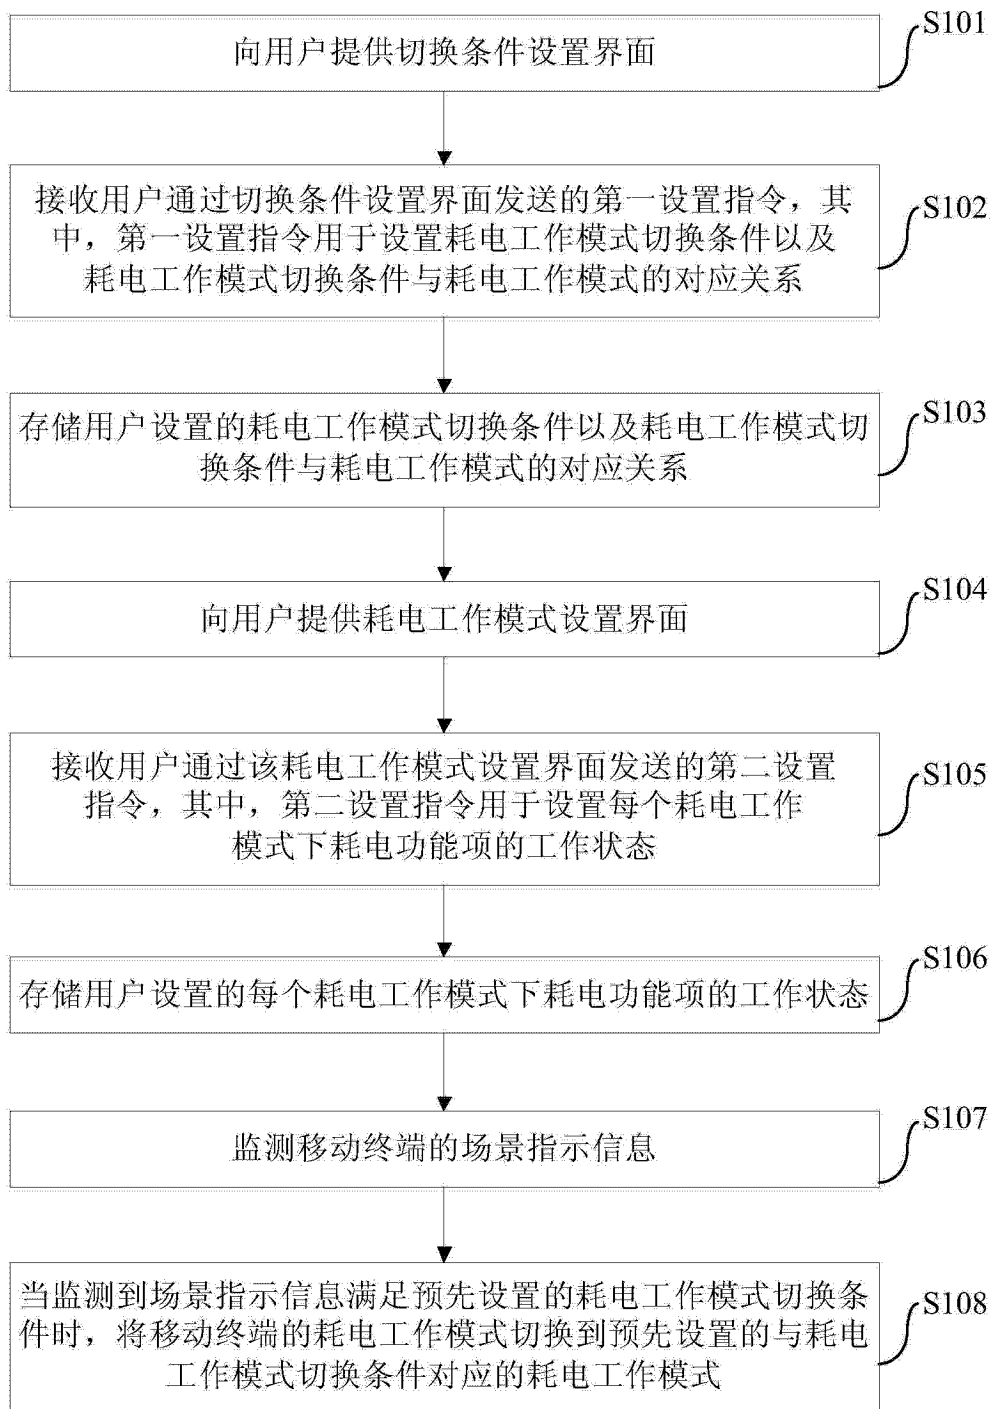 向用户提供切换条件设置界面
S101
接收用户通过切换条件设置界面发送的第一设置指令，其
中，第一设置指令用于设置耗电工作模式切换条件以及
耗电工作模式切换条件与耗电工作模式的对应关系
S102
存储用户设置的耗电工作模式切换条件以及耗电工作模式切
换条件与耗电工作模式的对应关系
S103
向用户提供耗电工作模式设置界面
S104
接收用户通过该耗电工作模式设置界面发送的第二设置
指令，其中，第二设置指令用于设置每个耗电工作
模式下耗电功能项的工作状态
S105
存储用户设置的每个耗电工作模式下耗电功能项的工作状态
S106
监测移动终端的场景指示信息
S107
当监测到场景指示信息满足预先设置的耗电工作模式切换条
件时，将移动终端的耗电工作模式切换到预先设置的与耗电
工作模式切换条件对应的耗电工作模式
S108